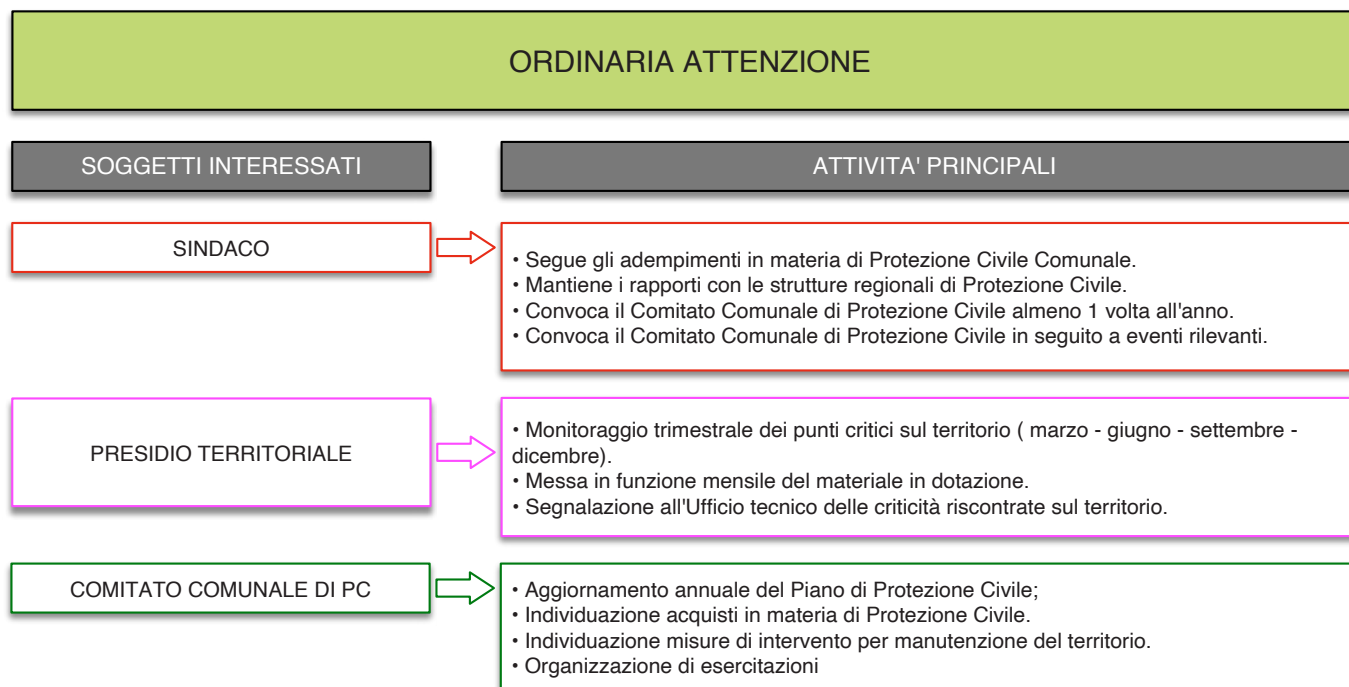 ORDINARIA ATTENZIONE
SOGGETTI INTERESSATI
ATTIVITA' PRINCIPALI
SINDACO
• Segue gli adempimenti in materia di Protezione Civile Comunale.
• Mantiene i rapporti con le strutture regionali di Protezione Civile.
• Convoca il Comitato Comunale di Protezione Civile almeno 1 volta all'anno.
• Convoca il Comitato Comunale di Protezione Civile in seguito a eventi rilevanti.
PRESIDIO TERRITORIALE
• Monitoraggio trimestrale dei punti critici sul territorio ( marzo - giugno - settembre -
dicembre).
• Messa in funzione mensile del materiale in dotazione.
• Segnalazione all'Ufficio tecnico delle criticità riscontrate sul territorio.
COMITATO COMUNALE DI PC
• Aggiornamento annuale del Piano di Protezione Civile;
• Individuazione acquisti in materia di Protezione Civile.
• Individuazione misure di intervento per manutenzione del territorio.
• Organizzazione di esercitazioni